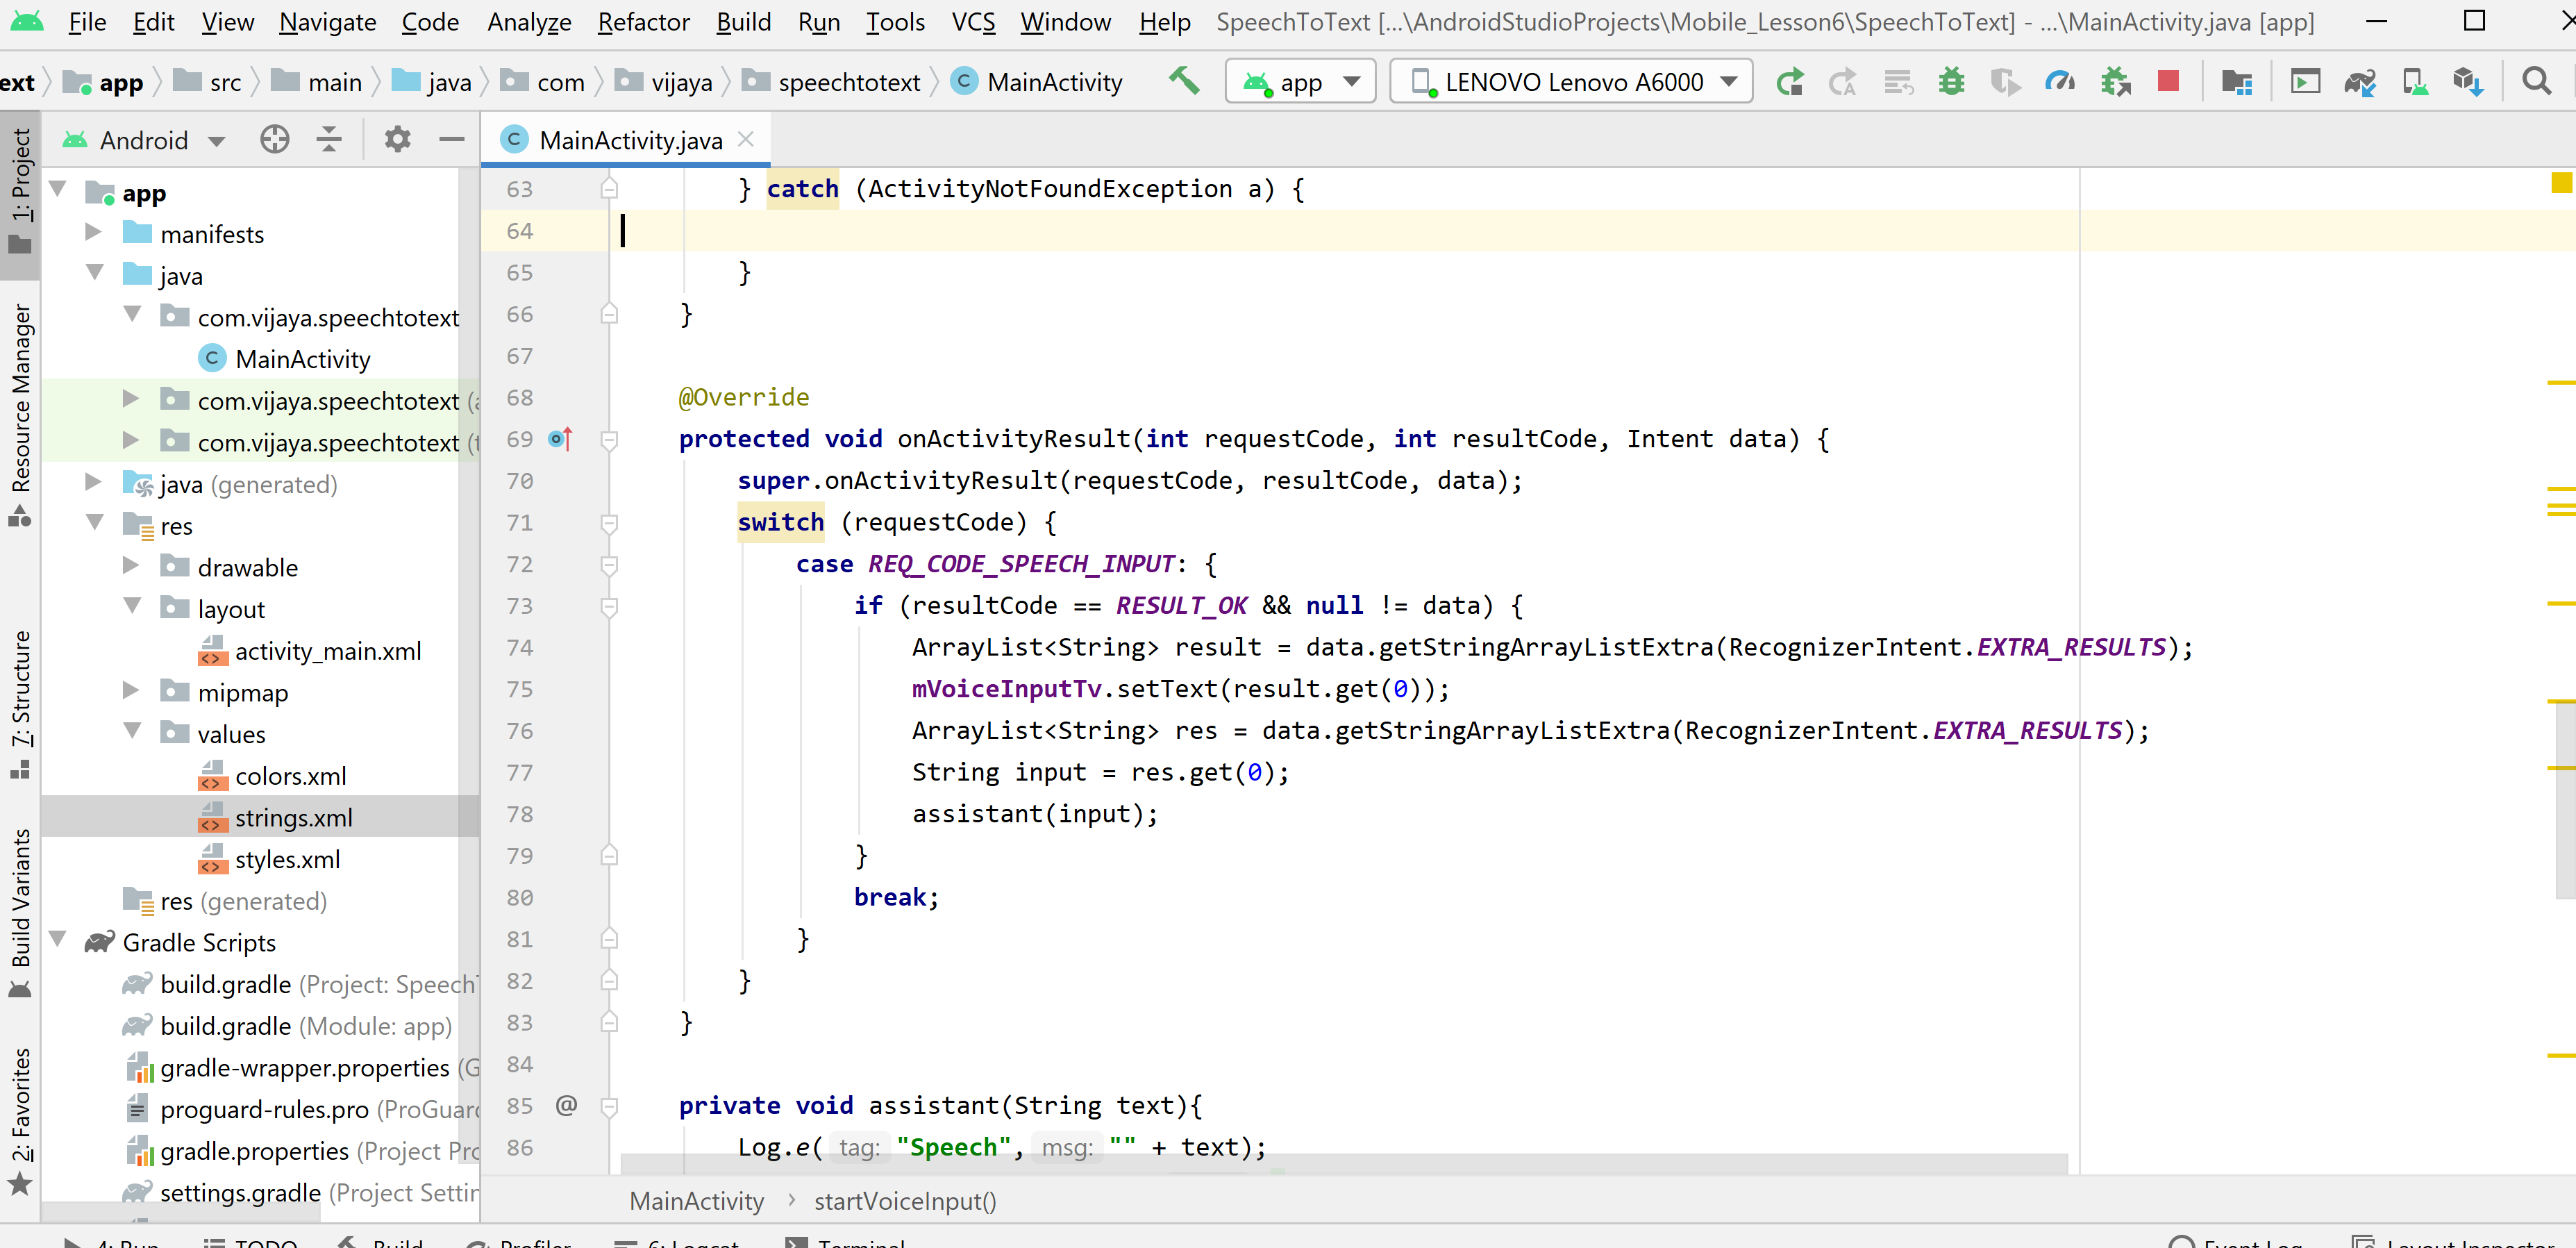 File Edit View Navigate Code Analyze Refactor Build Run Tools VCS Window Help SpeechToText [...\AndroidStudioProjects\Mobile_Lesson6\SpeechToText] - ...\MainActivity.java [app]
ext app src main java com vijaya speechtotext MainActivity app LENOVO Lenovo A6000
1: Project
Resource Manager
7: Structure
Build Variants
2: Favorites
Android
app
manifests
java
com.vijaya.speechtotext
MainActivity
com.vijaya.speechtotext (a
com.vijaya.speechtotext (t
java (generated)
res
drawable
layout
activity_main.xml
mipmap
values
colors.xml
strings.xml
styles.xml
res (generated)
Gradle Scripts
build.gradle (Project: SpeechT
build.gradle (Module: app)
gradle-wrapper.properties (G
proguard-rules.pro (ProGuard
gradle.properties (Project Pro
settings.gradle (Project Settin
MainActivity.java
63 } catch (ActivityNotFoundException a) {
64
65 }
66 }
67
68 @Override
69 protected void onActivityResult(int requestCode, int resultCode, Intent data) {
70 super.onActivityResult(requestCode, resultCode, data);
71 switch (requestCode) {
72 case REQ_CODE_SPEECH_INPUT: {
73 if (resultCode == RESULT_OK && null != data) {
74 ArrayList<String> result = data.getStringArrayListExtra(RecognizerIntent.EXTRA_RESULTS);
75 mVoiceInputTv.setText(result.get(0));
76 ArrayList<String> res = data.getStringArrayListExtra(RecognizerIntent.EXTRA_RESULTS);
77 String input = res.get(0);
78 assistant(input);
79 }
80 break;
81 }
82 }
83 }
84
85 @ private void assistant(String text){
86 Log.e( tag: "Speech", msg: "" + text);
MainActivity › startVoiceInput()
4: Run TODO Build Profiler 6: Logcat Terminal Event Log Layout Inspector